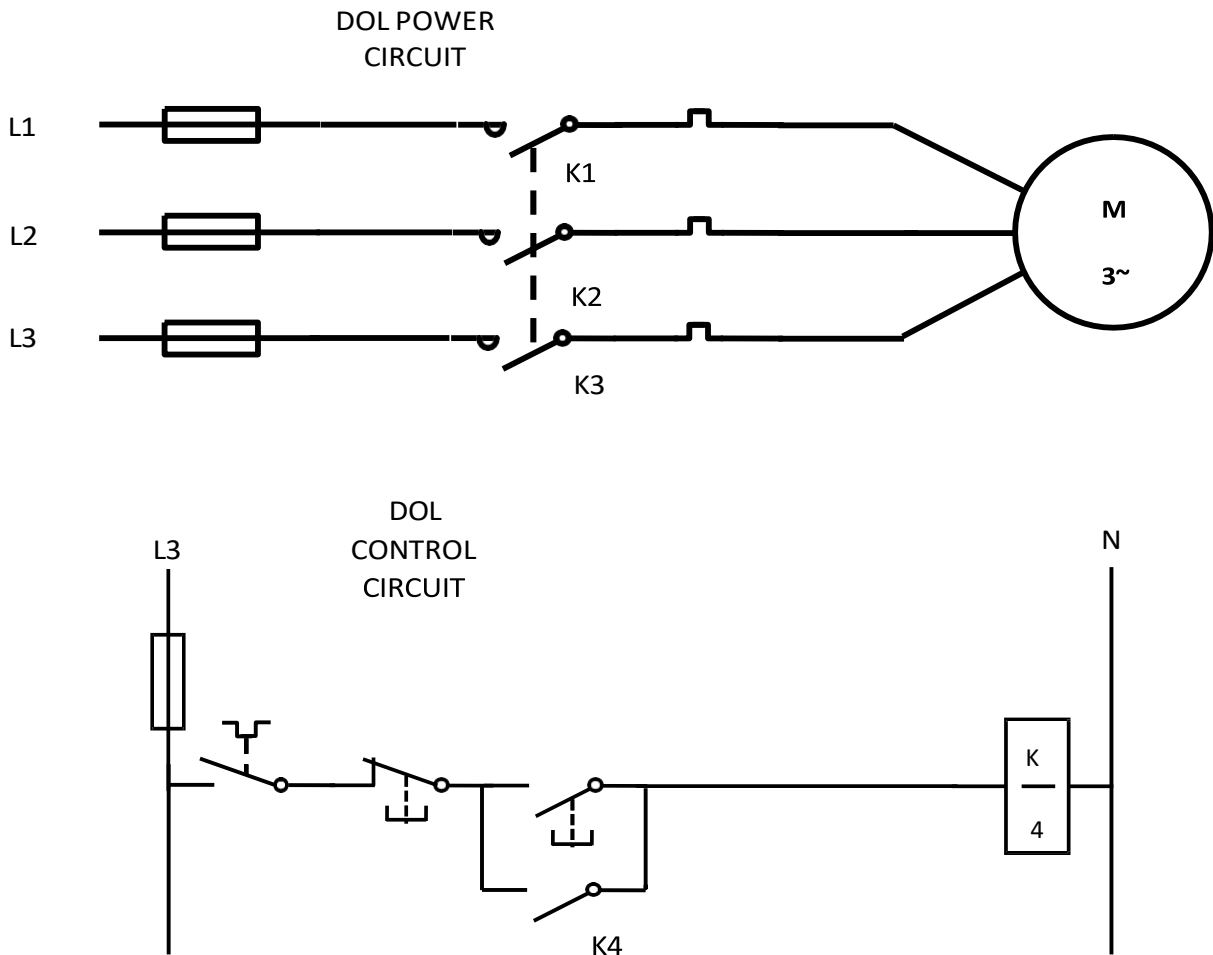 DOL POWER
CIRCUIT
L1
K1
L2
K2
L3
K3
M
3~
DOL
CONTROL
CIRCUIT
L3
N
K
4
K4